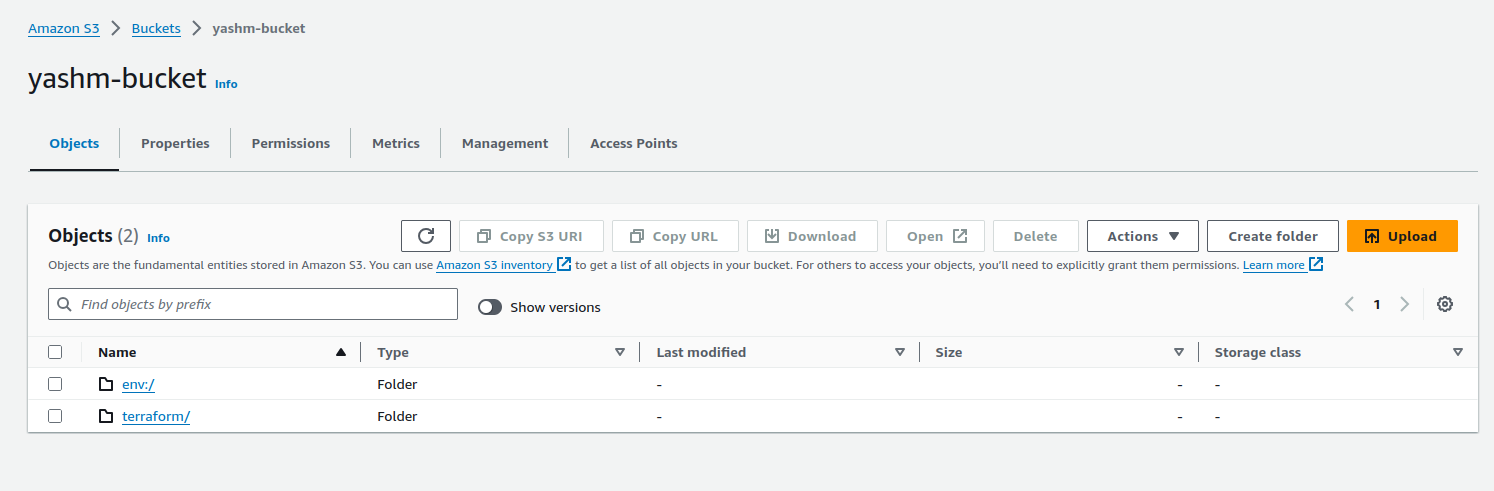 Amazon S3 > Buckets > yashm-bucket
yashm-bucket Info
Objects Properties Permissions Metrics Management Access Points
Objects (2) Info Copy S3 URI Copy URL Download Open Delete Actions Create folder Upload
Objects are the fundamental entities stored in Amazon S3. You can use Amazon S3 inventory to get a list of all objects in your bucket. For others to access your objects, you’ll need to explicitly grant them permissions. Learn more
Find objects by prefix Show versions 1
Name Type Last modified Size Storage class
env:/ Folder - - -
terraform/ Folder - - -